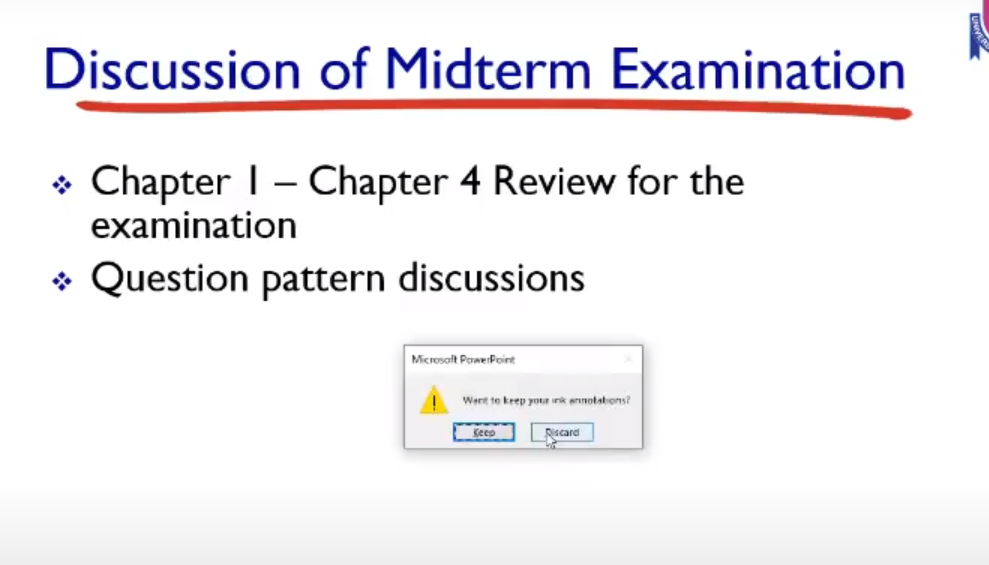 Discussion of Midterm Examination
Chapter 1 – Chapter 4 Review for the
examination
Question pattern discussions
Microsoft PowerPoint
Want to keep your ink annotations?
Keep
Discard